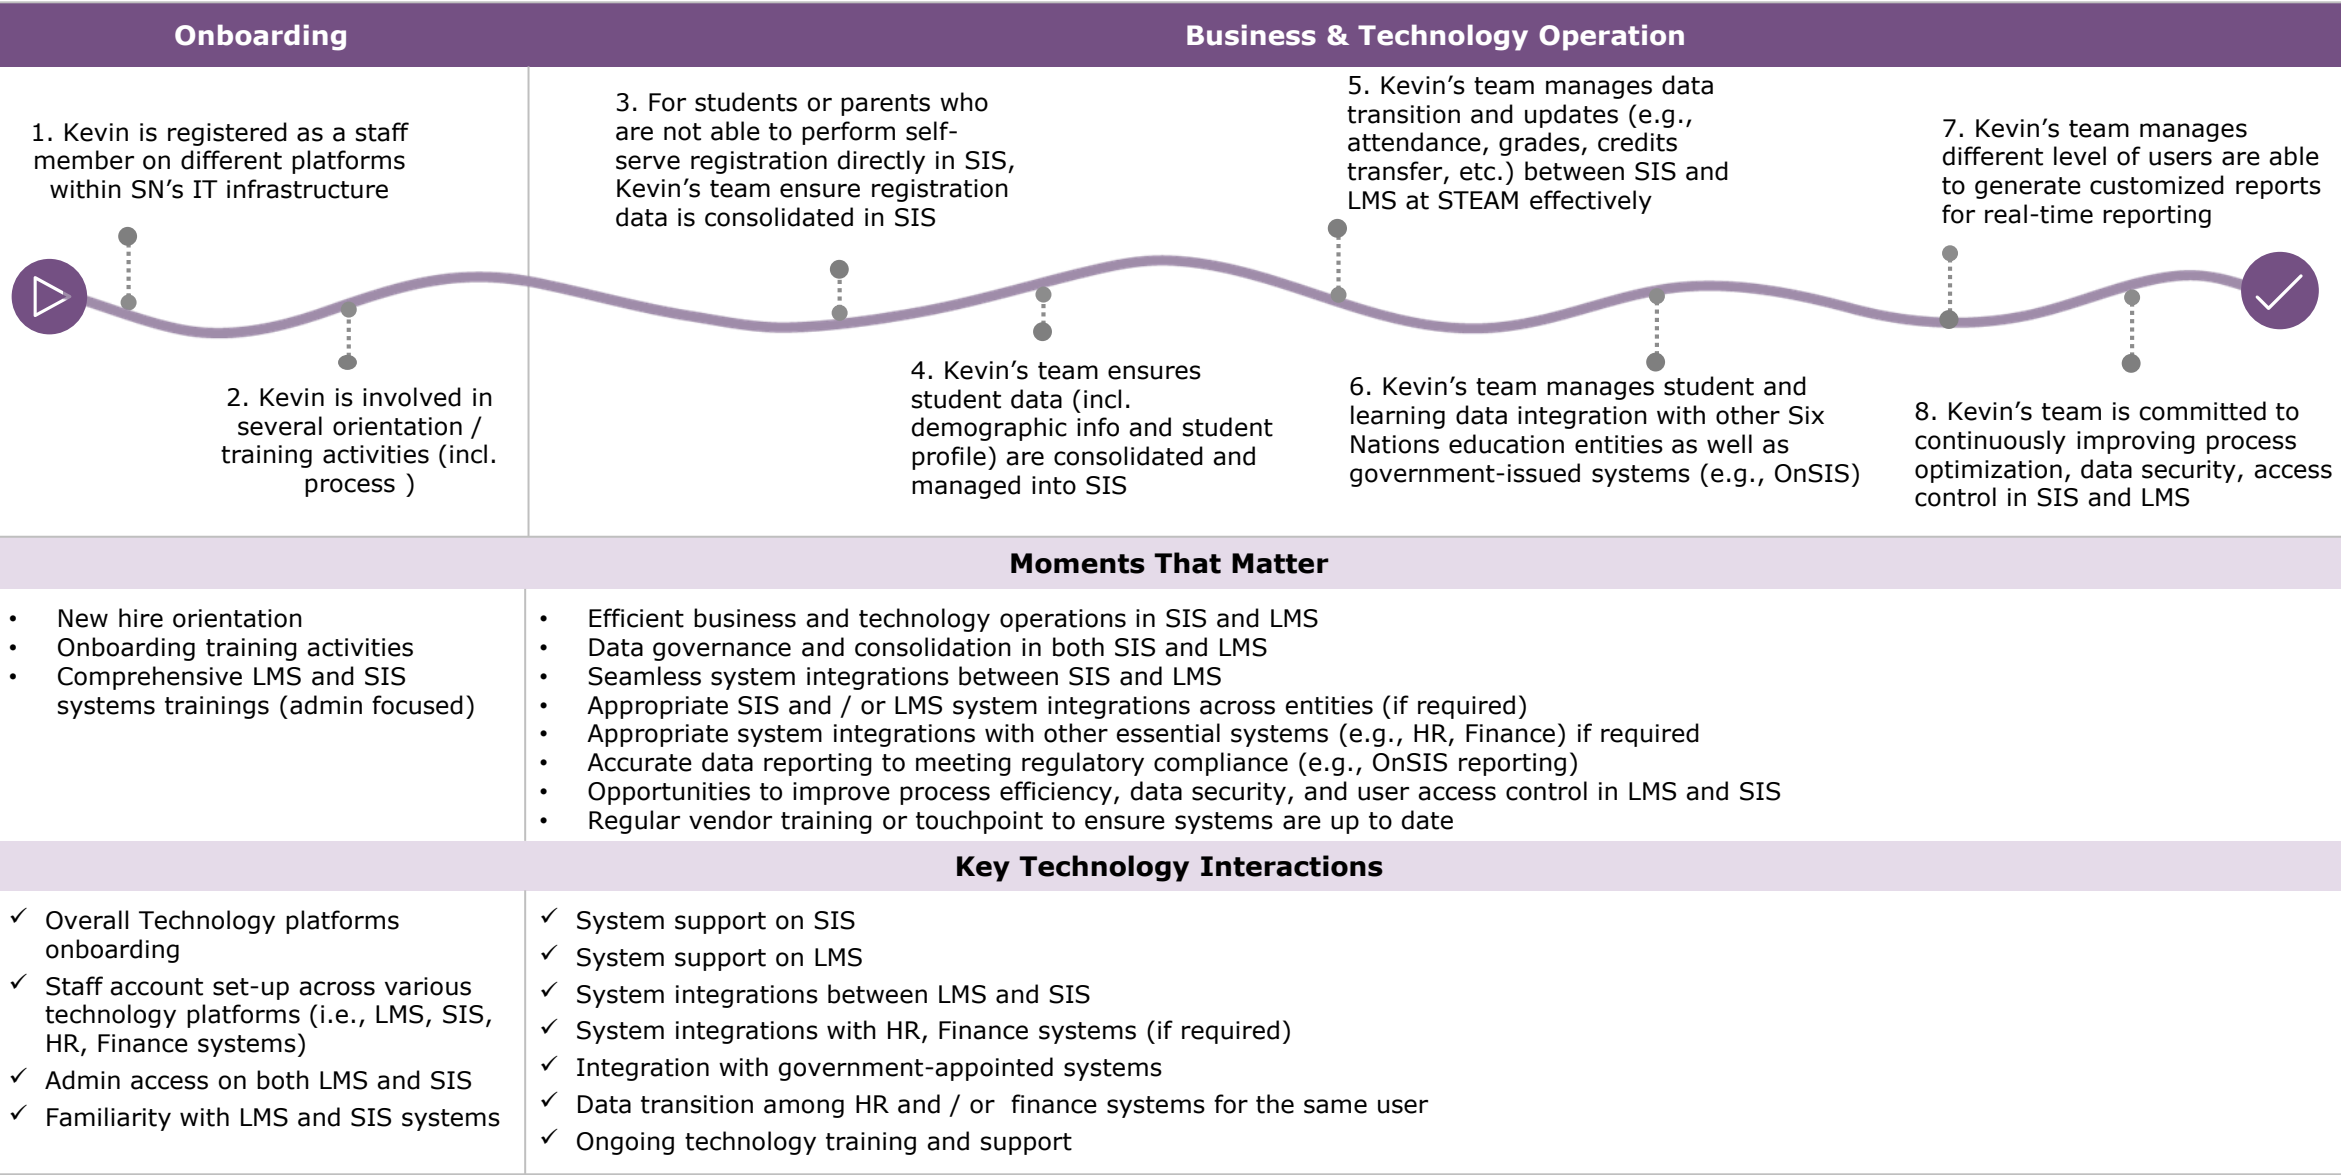 Onboarding
Business & Technology Operation
1. Kevin is registered as a staff
member on different platforms
within SN’s IT infrastructure
2. Kevin is involved in
several orientation /
training activities (incl.
process )
3. For students or parents who
are not able to perform self-
serve registration directly in SIS,
Kevin’s team ensure registration
data is consolidated in SIS
4. Kevin’s team ensures
student data (incl.
demographic info and student
profile) are consolidated and
managed into SIS
5. Kevin’s team manages data
transition and updates (e.g.,
attendance, grades, credits
transfer, etc.) between SIS and
LMS at STEAM effectively
6. Kevin’s team manages student and
learning data integration with other Six
Nations education entities as well as
government-issued systems (e.g., OnSIS)
7. Kevin’s team manages
different level of users are able
to generate customized reports
for real-time reporting
8. Kevin’s team is committed to
continuously improving process
optimization, data security, access
control in SIS and LMS
Moments That Matter
• New hire orientation
• Onboarding training activities
• Comprehensive LMS and SIS
systems trainings (admin focused)
• Efficient business and technology operations in SIS and LMS
• Data governance and consolidation in both SIS and LMS
• Seamless system integrations between SIS and LMS
• Appropriate SIS and / or LMS system integrations across entities (if required)
• Appropriate system integrations with other essential systems (e.g., HR, Finance) if required
• Accurate data reporting to meeting regulatory compliance (e.g., OnSIS reporting)
• Opportunities to improve process efficiency, data security, and user access control in LMS and SIS
• Regular vendor training or touchpoint to ensure systems are up to date
Key Technology Interactions
✓ Overall Technology platforms
onboarding
✓ Staff account set-up across various
technology platforms (i.e., LMS, SIS,
HR, Finance systems)
✓ Admin access on both LMS and SIS
✓ Familiarity with LMS and SIS systems
✓ System support on SIS
✓ System support on LMS
✓ System integrations between LMS and SIS
✓ System integrations with HR, Finance systems (if required)
✓ Integration with government-appointed systems
✓ Data transition among HR and / or  finance systems for the same user
✓ Ongoing technology training and support